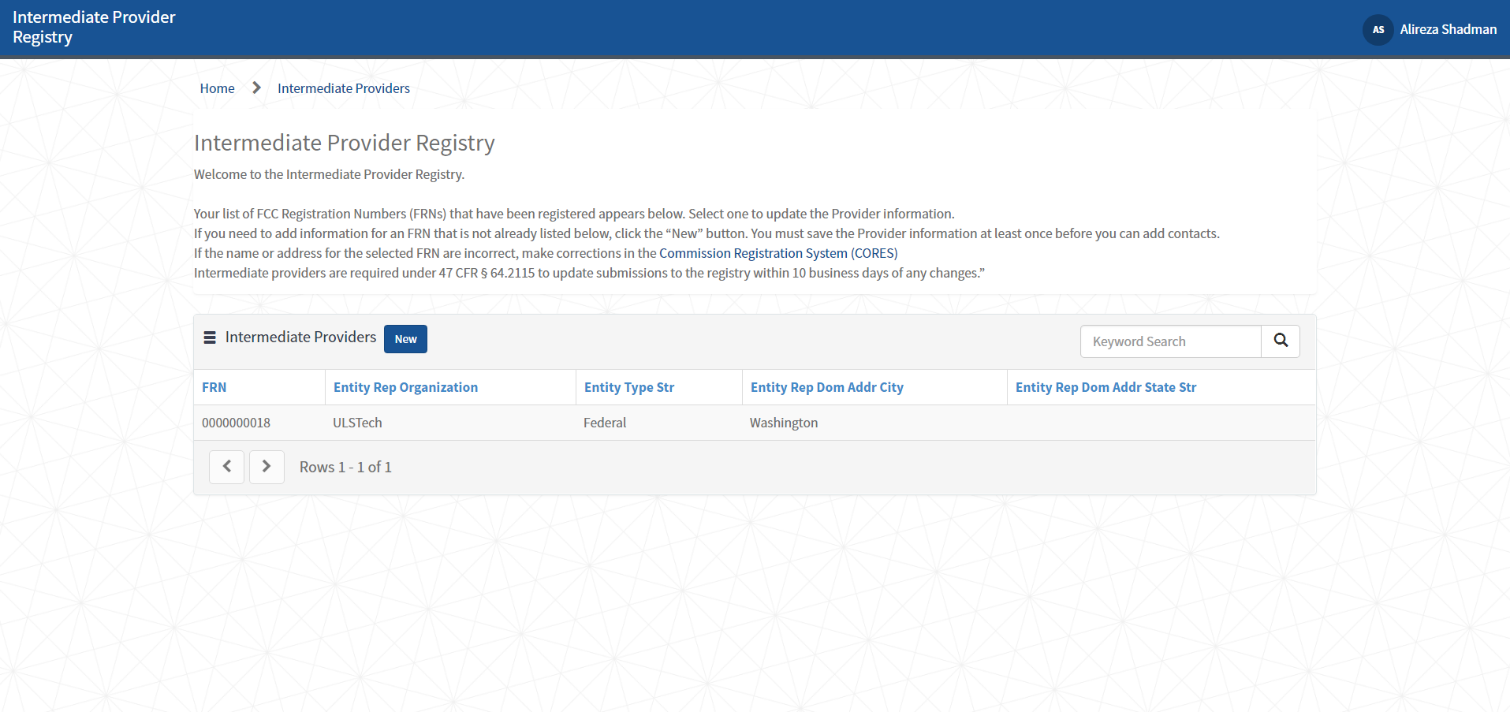 Intermediate Provider
Registry
AS
Alireza Shadman
Home
Intermediate Providers
Intermediate Provider Registry
Welcome to the Intermediate Provider Registry.
Your list of FCC Registration Numbers (FRNs) that have been registered appears below. Select one to update the Provider information.
If you need to add information for an FRN that is not already listed below, click the “New” button. You must save the Provider information at least once before you can add contacts.
If the name or address for the selected FRN are incorrect, make corrections in the Commission Registration System (CORES)
Intermediate providers are required under 47 CFR § 64.2115 to update submissions to the registry within 10 business days of any changes.”
Intermediate Providers
New
Keyword Search
FRN Entity Rep Organization Entity Type Str Entity Rep Dom Addr City Entity Rep Dom Addr State Str
0000000018 ULSTech Federal Washington
Rows 1 - 1 of 1